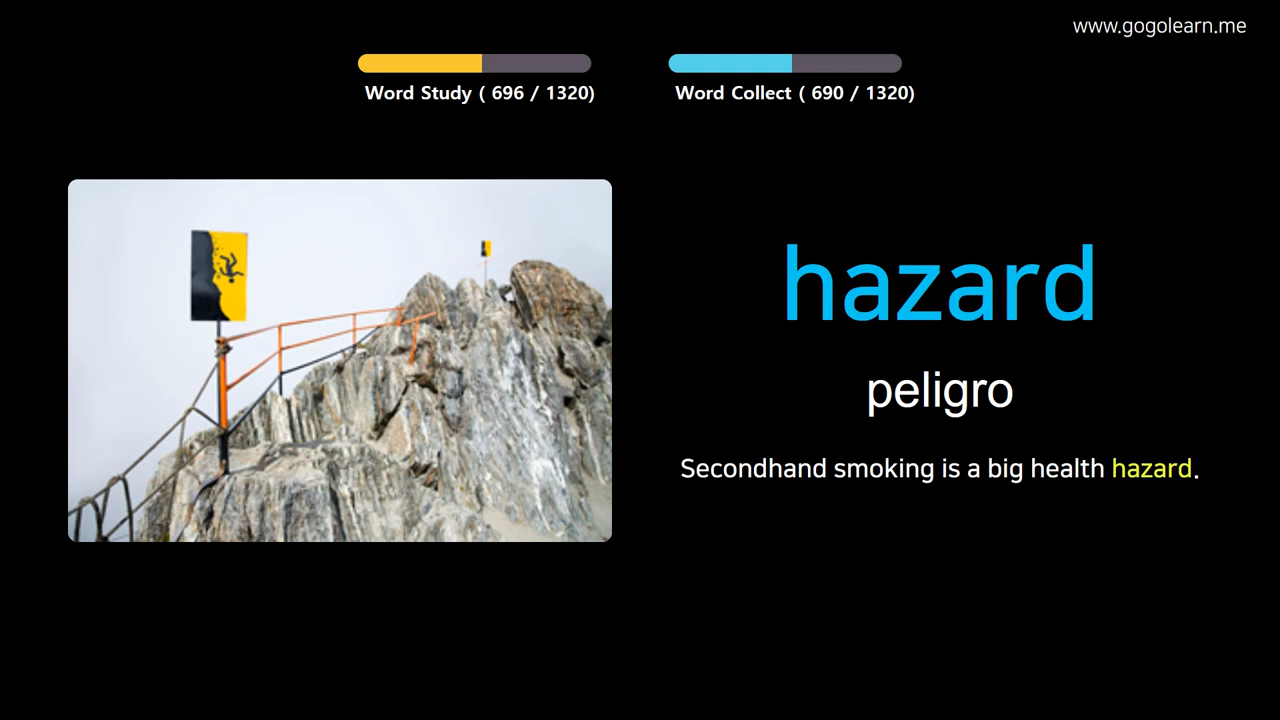 www.gogolearn.me
Word Study ( 696 / 1320)
Word Collect ( 690 / 1320)
hazard
peligro
Secondhand smoking is a big health hazard.